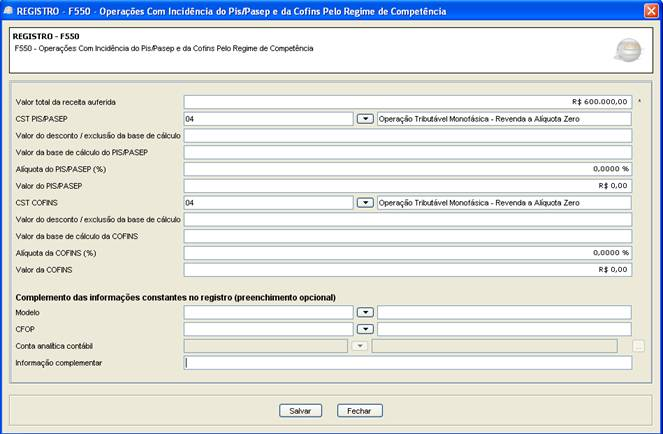 REGISTRO - F550 - Operações Com Incidência do Pis/Pasep e da Cofins Pelo Regime de Competência
REGISTRO - F550
F550 - Operações Com Incidência do Pis/Pasep e da Cofins Pelo Regime de Competência
Valor total da receita auferida R$ 600.000,00
CST PIS/PASEP 04 Operação Tributável Monofásica - Revenda a Alíquota Zero
Valor do desconto / exclusão da base de cálculo
Valor da base de cálculo do PIS/PASEP
Alíquota do PIS/PASEP (%) 0,0000 %
Valor do PIS/PASEP R$ 0,00
CST COFINS 04 Operação Tributável Monofásica - Revenda a Alíquota Zero
Valor do desconto / exclusão da base de cálculo
Valor da base de cálculo da COFINS
Alíquota da COFINS (%) 0,0000 %
Valor da COFINS R$ 0,00
Complemento das informações constantes no registro (preenchimento opcional)
Modelo
CFOP
Conta analítica contábil ...
Informação complementar
Salvar Fechar